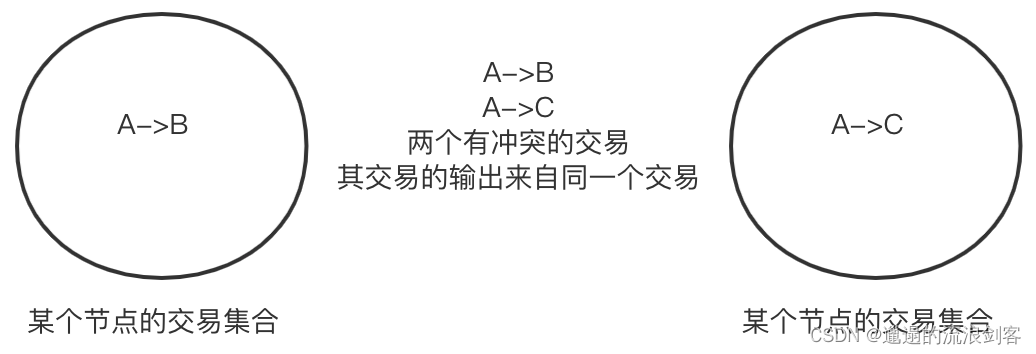 A->B
A->B
A->C
两个有冲突的交易
其交易的输出来自同一个交易
A->C
某个节点的交易集合
某个节点的交易集合
CSDN @邋遢的流浪剑客